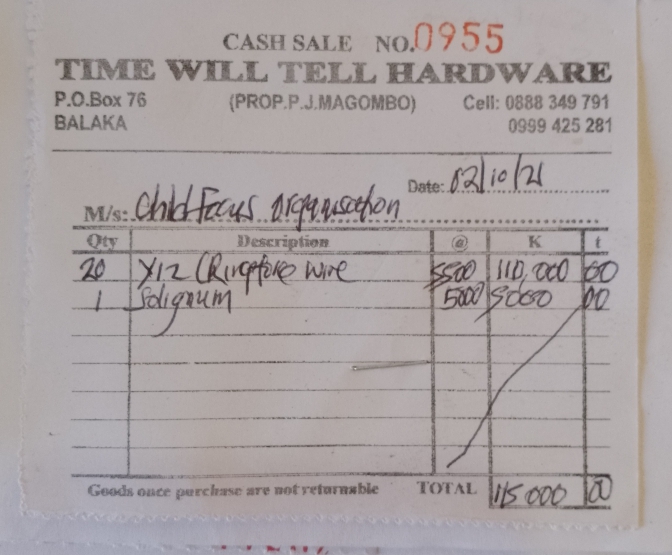 CASH SALE NO. 0955
TIME WILL TELL HARDWARE
P.O.Box 76 (PROP.P.J.MAGOMBO) Cell: 0888 349 791
BALAKA 0999 425 281
Date: 02/10/21
M/s: Child Focus organisation
Qty Description @ K t
20 Y12 ( wire 5500 110,000 00
1 Solignum 5000 5000 00
Goods once purchase are not returnable TOTAL 115 000 00